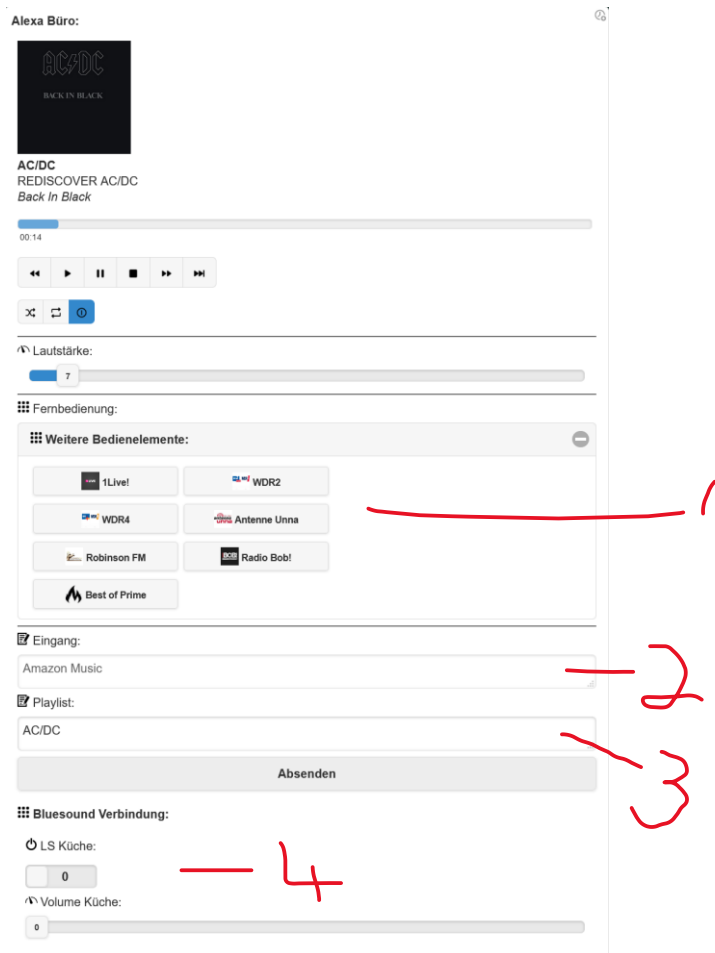 Alexa Büro:
AC/DC
BACK IN BLACK
AC/DC
REDISCOVER AC/DC
Back In Black
00:14
Lautstärke:
7
Fernbedienung:
Weitere Bedienelemente:
1Live! WDR2
WDR4 Antenne Unna
Robinson FM BOB! Radio Bob!
Best of Prime
Eingang:
Amazon Music
2
Playlist:
AC/DC
3
Absenden
Bluesound Verbindung:
LS Küche:
0
4
Volume Küche:
0